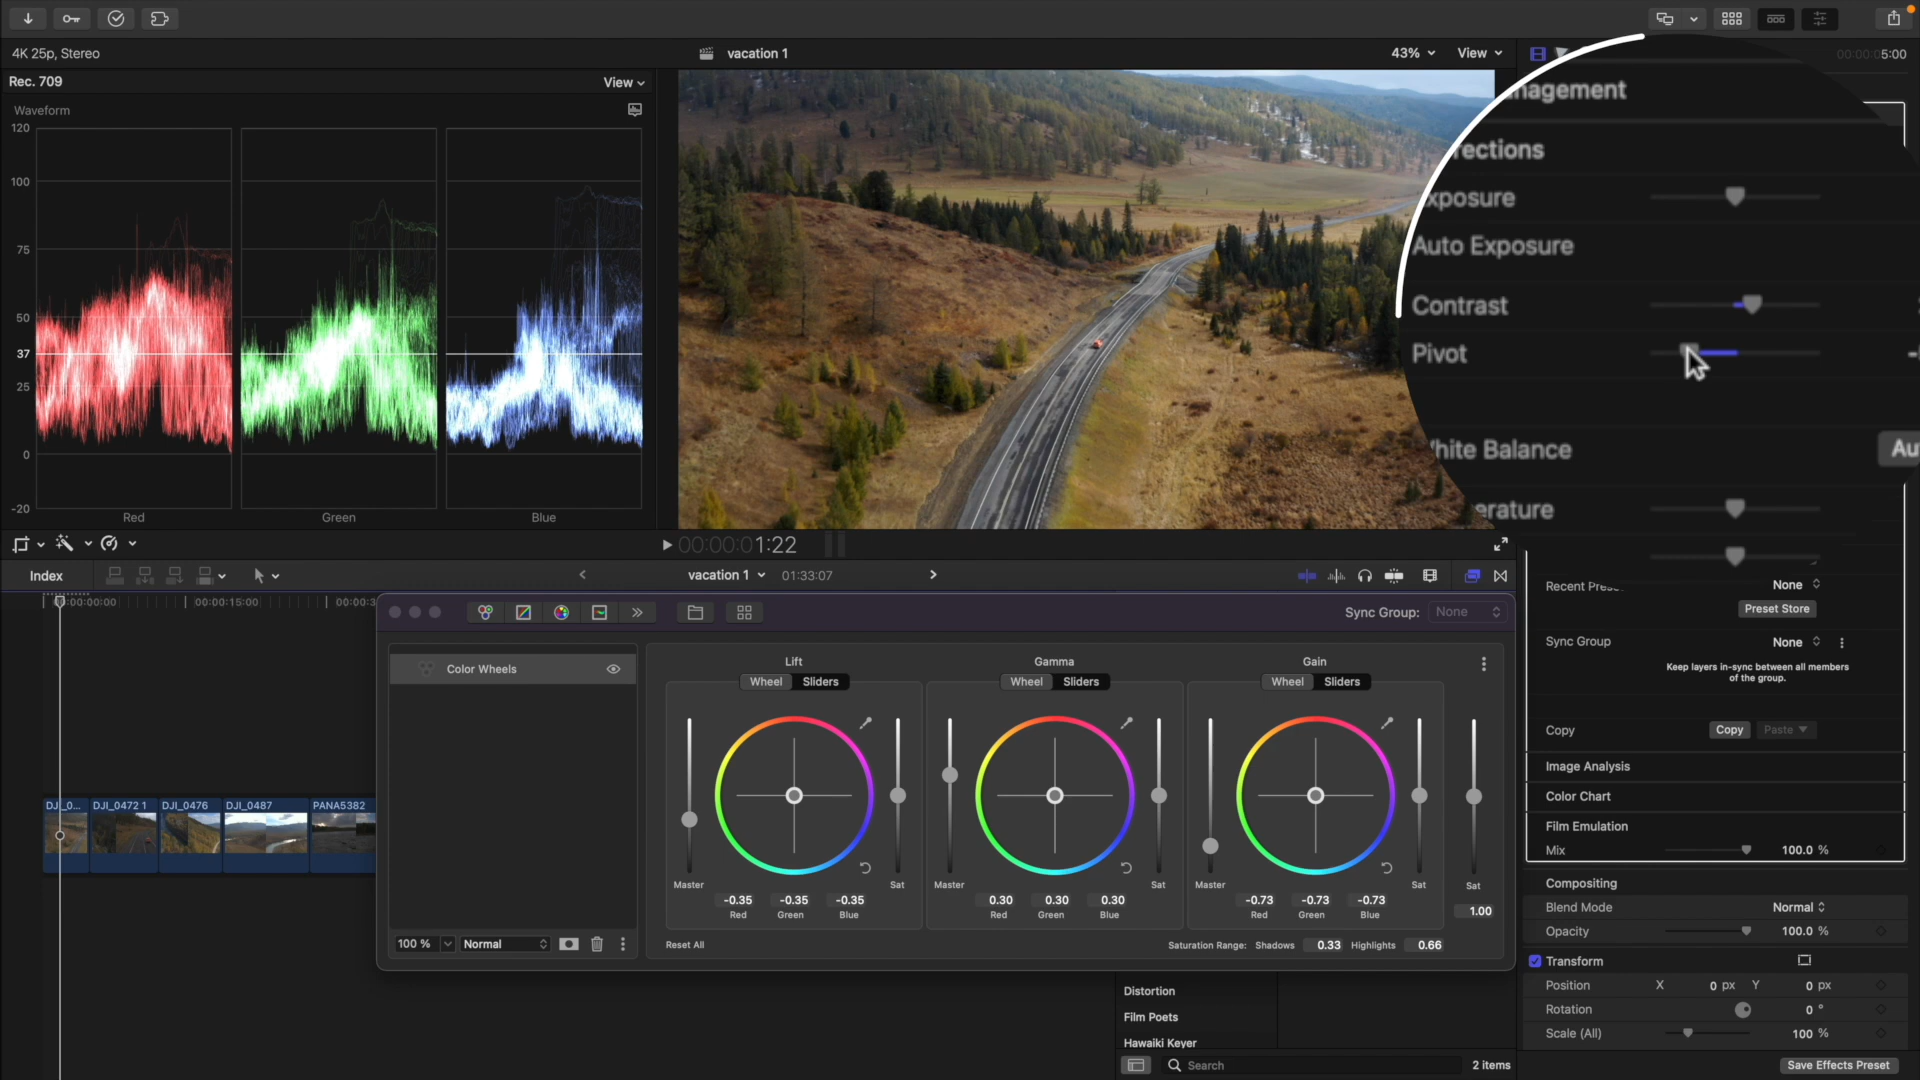 4K 25p, Stereo
vacation 1
43%
View
5:00
Rec. 709
View
Waveform
120
100
75
50
37
25
0
-20
Red
Green
Blue
nagement
rections
xposure
Auto Exposure
Contrast
Pivot
hite Balance
Au
erature
00:00:01:22
Index
vacation 1
01:33:07
00:00:15:00
Recent Pres
None
Preset Store
Sync Group
None
Keep layers in-sync between all members
of the group.
Copy
Copy
Paste
Image Analysis
Color Chart
Film Emulation
Mix
100.0 %
Compositing
Blend Mode
Normal
Opacity
100.0 %
Transform
Position
X
0 px
Y
0 px
Rotation
0 °
Scale (All)
100 %
Save Effects Preset
Sync Group:
None
Color Wheels
100 %
Normal
Lift
Wheel
Sliders
Master
Sat
-0.35
-0.35
-0.35
Red
Green
Blue
Gamma
Wheel
Sliders
Master
Sat
0.30
0.30
0.30
Red
Green
Blue
Gain
Wheel
Sliders
Master
Sat
-0.73
-0.73
-0.73
Red
Green
Blue
Sat
1.00
Reset All
Saturation Range:
Shadows
0.33
Highlights
0.66
DJI_0...
DJI_0472 1
DJI_0476
DJI_0487
PANA5382
Distortion
Film Poets
Hawaiki Keyer
Search
2 items